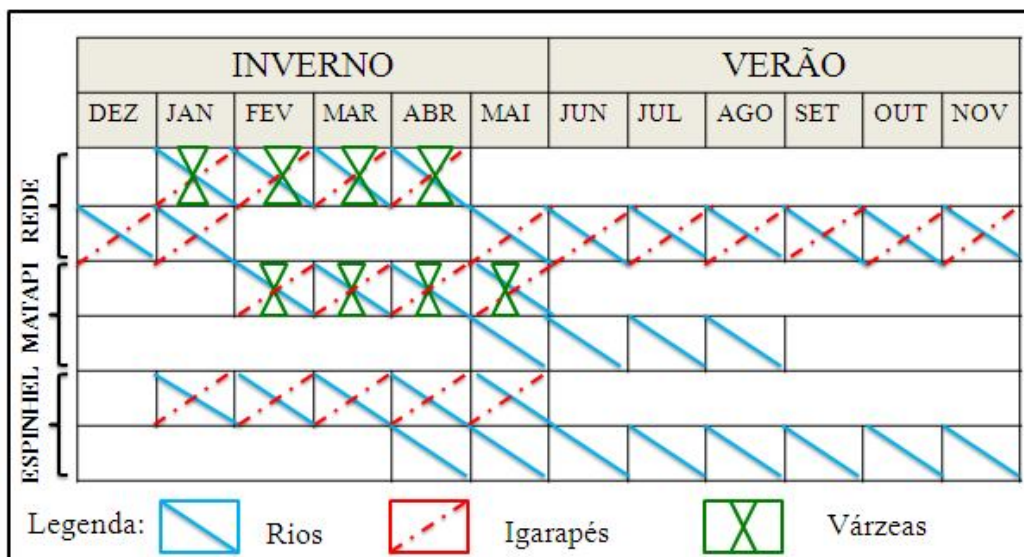 INVERNO VERÃO
DEZ JAN FEV MAR ABR MAI JUN JUL AGO SET OUT NOV
REDE
MATAPI
ESPINHEL
Legenda: Rios Igarapés Várzeas